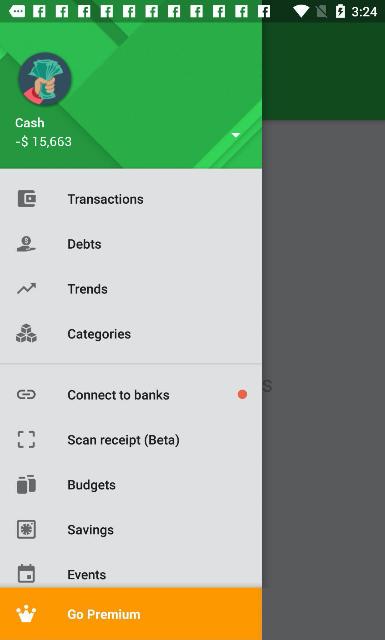 3:24
Cash
-$ 15,663
Transactions
Debts
Trends
Categories
Connect to banks
Scan receipt (Beta)
Budgets
Savings
Events
Go Premium